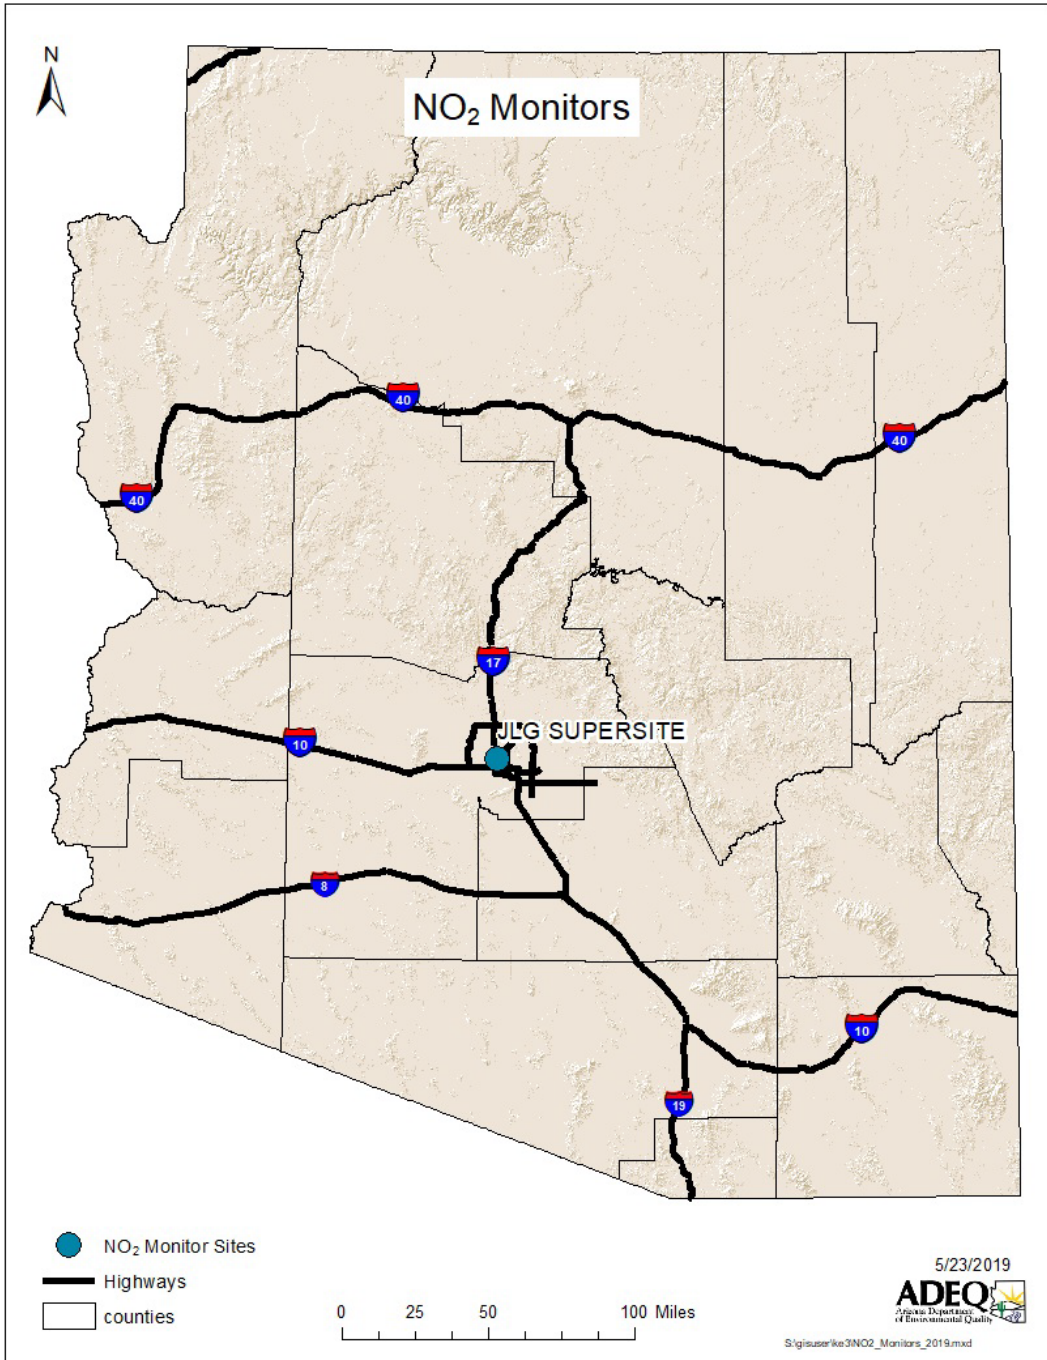 N
NO₂ Monitors
40
40
40
17
JLG SUPERSITE
10
8
10
19
NO₂ Monitor Sites
Highways
counties
0 25 50 100 Miles
5/23/2019
ADEQ
Arizona Department
of Environmental Quality
S:\gisuser\ke3\NO2_Monitors_2019.mxd